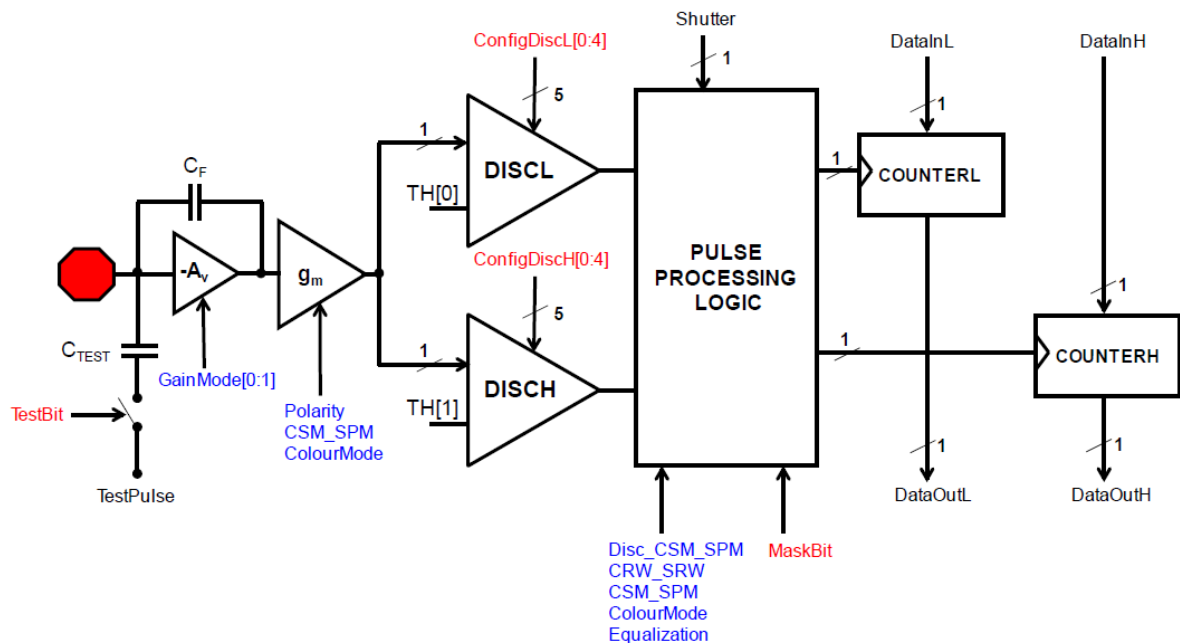 Shutter
ConfigDiscL[0:4]
DataInL
DataInH
1
5
1
1
1
C_F
DISCL
1
COUNTERL
TH[0]
-A_v
g_m
ConfigDiscH[0:4]
PULSE
PROCESSING
LOGIC
5
1
C_TEST
1
1
COUNTERH
GainMode[0:1]
DISCH
TestBit
TH[1]
Polarity
CSM_SPM
ColourMode
1
1
TestPulse
DataOutL
DataOutH
Disc_CSM_SPM
MaskBit
CRW_SRW
CSM_SPM
ColourMode
Equalization